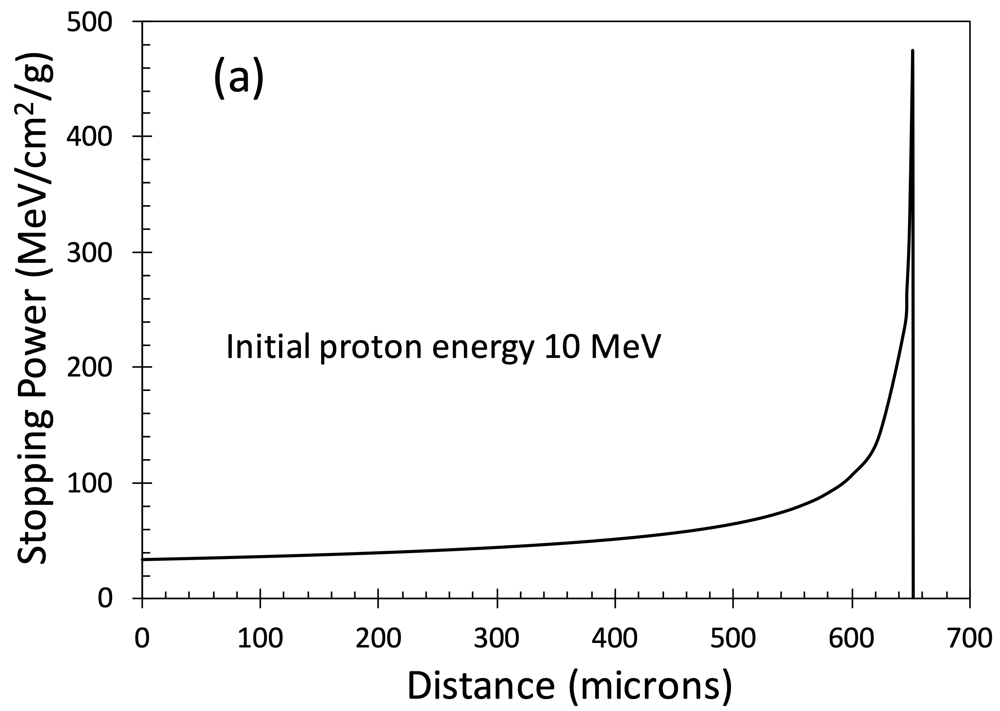 500
(a)
400
300
Initial proton energy 10 MeV
200
100
0
Stopping Power (MeV/cm²/g)
0 100 200 300 400 500 600 700
Distance (microns)